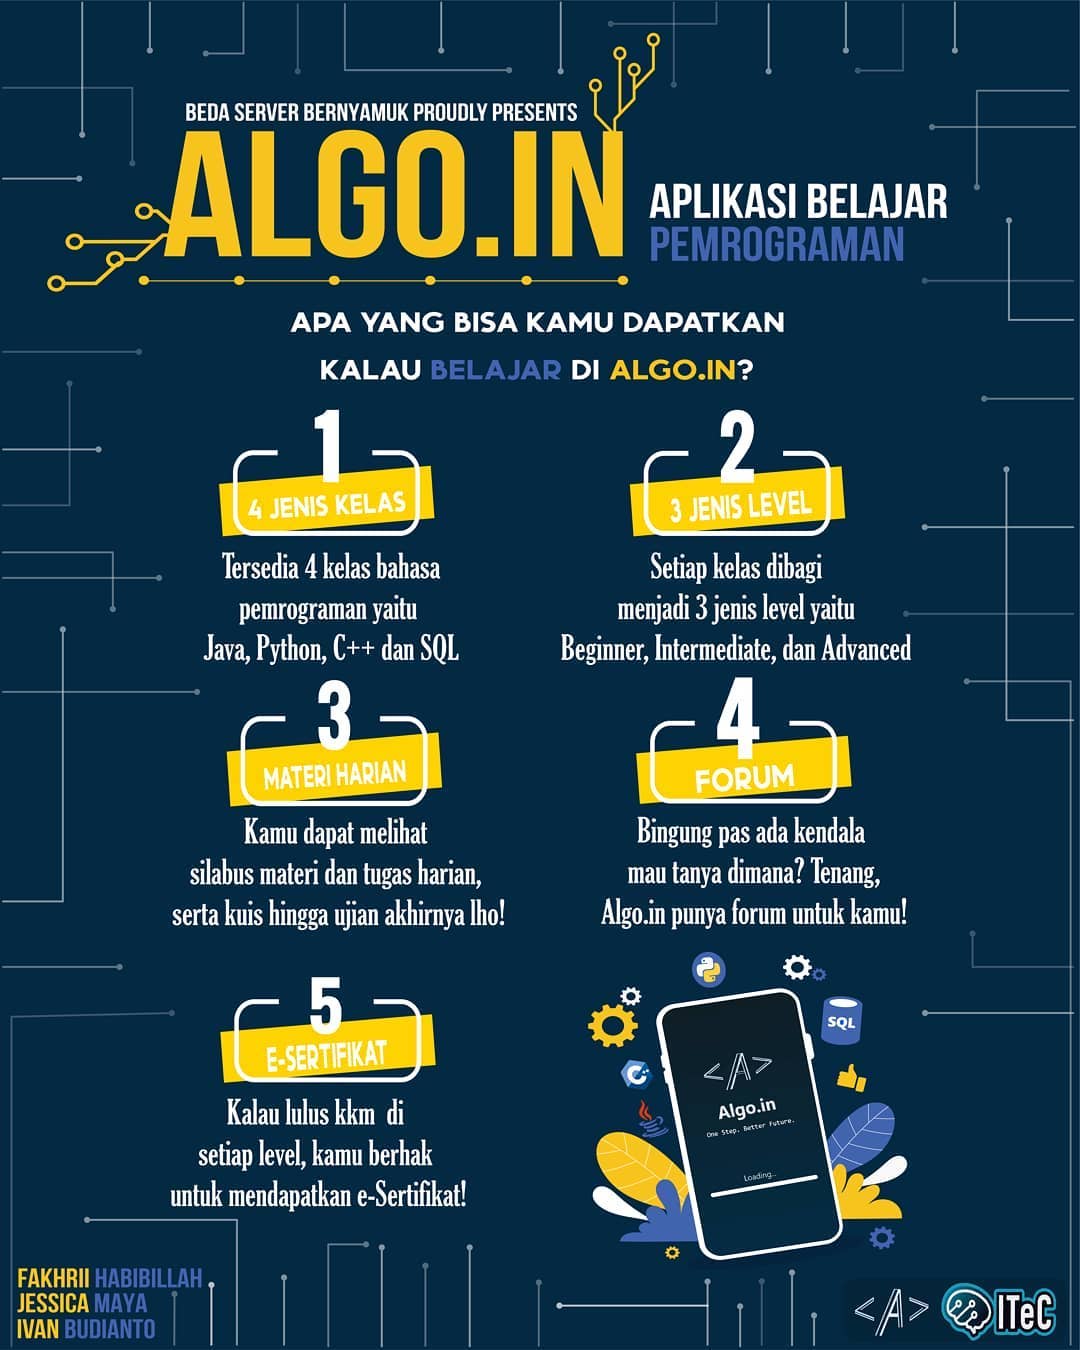 BEDA SERVER BERNYAMUK PROUDLY PRESENTS
ALGO.IN
APLIKASI BELAJAR
PEMROGRAMAN
APA YANG BISA KAMU DAPATKAN
KALAU BELAJAR DI ALGO.IN?
1
4 JENIS KELAS
Tersedia 4 kelas bahasa
pemrograman yaitu
Java, Python, C++ dan SQL
2
3 JENIS LEVEL
Setiap kelas dibagi
menjadi 3 jenis level yaitu
Beginner, Intermediate, dan Advanced
3
MATERI HARIAN
Kamu dapat melihat
silabus materi dan tugas harian,
serta kuis hingga ujian akhirnya lho!
4
FORUM
Bingung pas ada kendala
mau tanya dimana? Tenang,
Algo.in punya forum untuk kamu!
5
E-SERTIFIKAT
Kalau lulus kkm di
setiap level, kamu berhak
untuk mendapatkan e-Sertifikat!
SQL
C++
<A>
Algo.in
One Step. Better Future.
Loading...
FAKHRII HABIBILLAH
JESSICA MAYA
IVAN BUDIANTO
<A>
ITeC